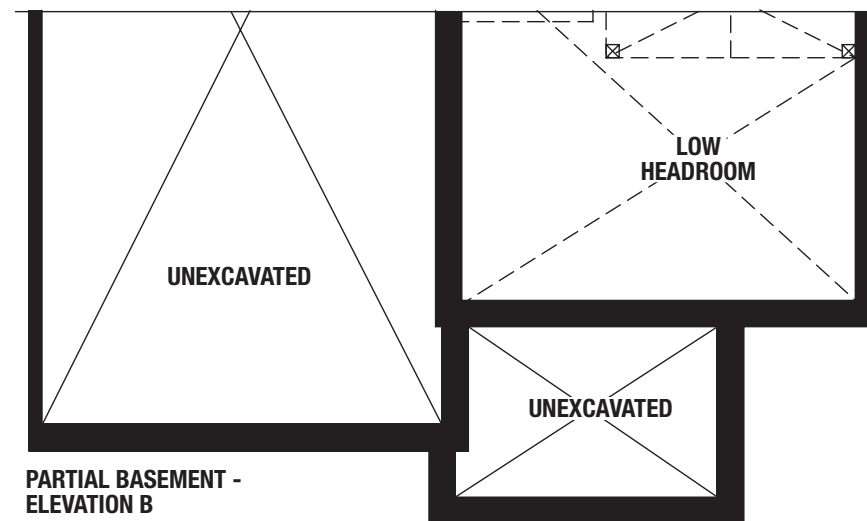 LOW
HEADROOM
UNEXCAVATED
UNEXCAVATED
PARTIAL BASEMENT -
ELEVATION B